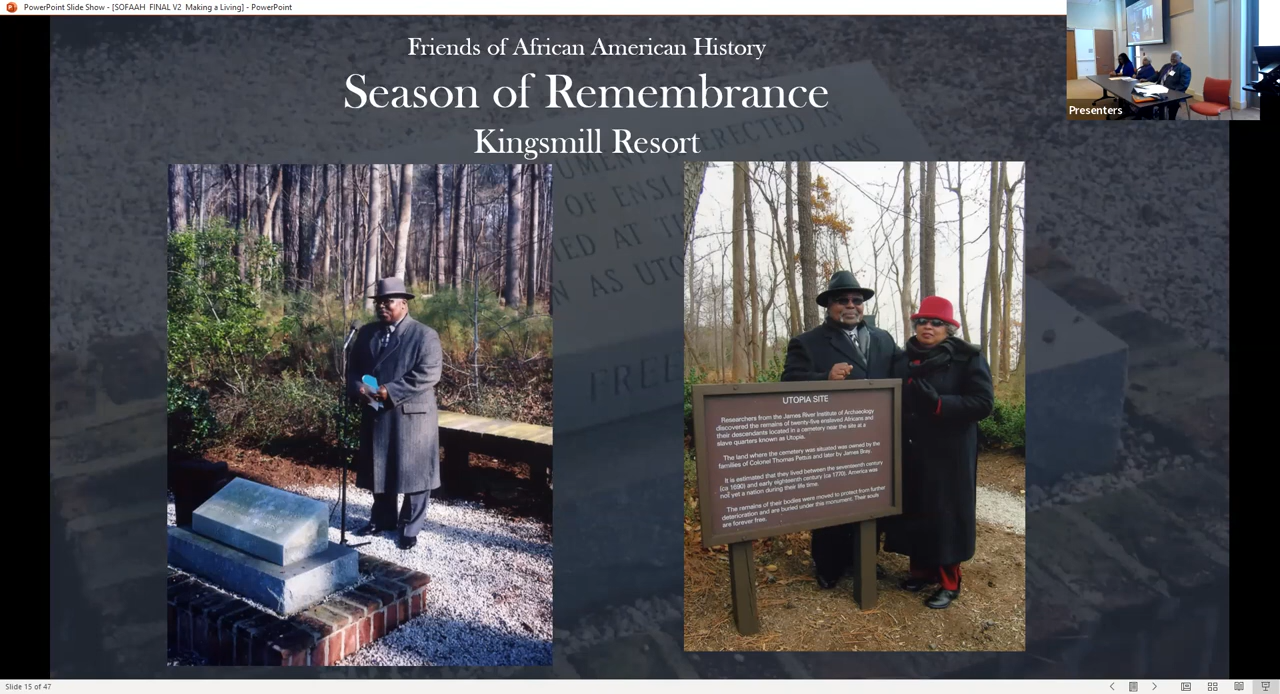 PowerPoint Slide Show - [SOFAAH FINAL V2 Making a Living] - PowerPoint
Friends of African American History
Season of Remembrance
Kingsmill Resort
Presenters
ERECTED
OF
AT
AS
UTOPIA SITE
Researchers from the James River Institute of Archaeology
discovered the remains of twenty-five enslaved Africans and
their descendants located in a cemetery near the site at a
slave quarters known as Utopia.
The land where the cemetery was situated was owned by the
families of Colonel Thomas Pettus and later by James Bray.
It is estimated that they lived between the seventeenth century
(ca 1690) and early eighteenth century (ca 1770). America was
not yet a nation during their life time.
The remains of their bodies were moved to protect from further
deterioration and are buried under this monument. Their souls
are forever free.
Slide 15 of 47